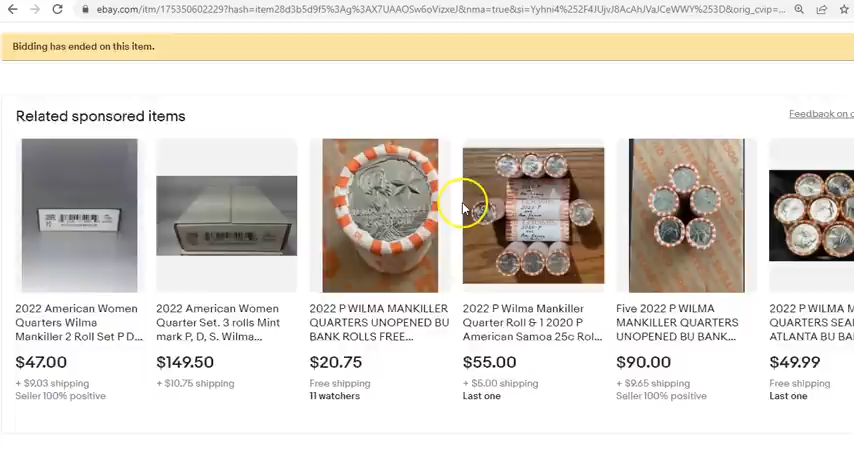 ebay.com/itm/175350602229?hash=item28d3b5d9f5%3Ag%3AX7UAAOSw6oVizxeJ&nma=true&si=Yyhni4%252F4JUjvJ8AcAhJVaJCeWWY%253D&orig_cvip=...
Bidding has ended on this item.
Related sponsored items
Feedback on o
2022 American Women
Quarters Wilma
Mankiller 2 Roll Set P D...
$47.00
+ $9.03 shipping
Seller 100% positive
2022 American Women
Quarter Set. 3 rolls Mint
mark P, D, S. Wilma...
$149.50
+ $10.75 shipping
2022 P WILMA MANKILLER
QUARTERS UNOPENED BU
BANK ROLLS FREE...
$20.75
Free shipping
11 watchers
2022 P Wilma Mankiller
Quarter Roll & 1 2020 P
American Samoa 25c Rol...
$55.00
+ $5.00 shipping
Last one
Five 2022 P WILMA
MANKILLER QUARTERS
UNOPENED BU BANK...
$90.00
+ $9.65 shipping
Seller 100% positive
2022 P WILMA M
QUARTERS SEA
ATLANTA BU BA
$49.99
Free shipping
Last one